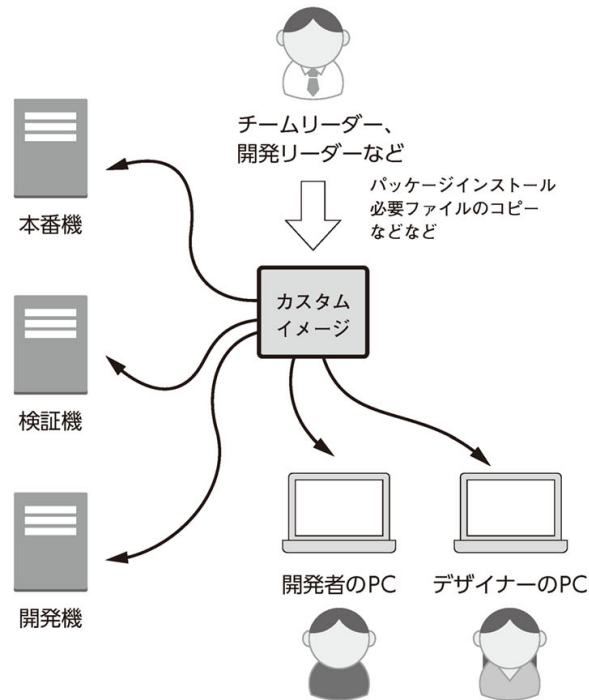 チームリーダー、
開発リーダーなど
パッケージインストール
必要ファイルのコピー
などなど
カスタム
イメージ
本番機
検証機
開発機
開発者のPC
デザイナーのPC